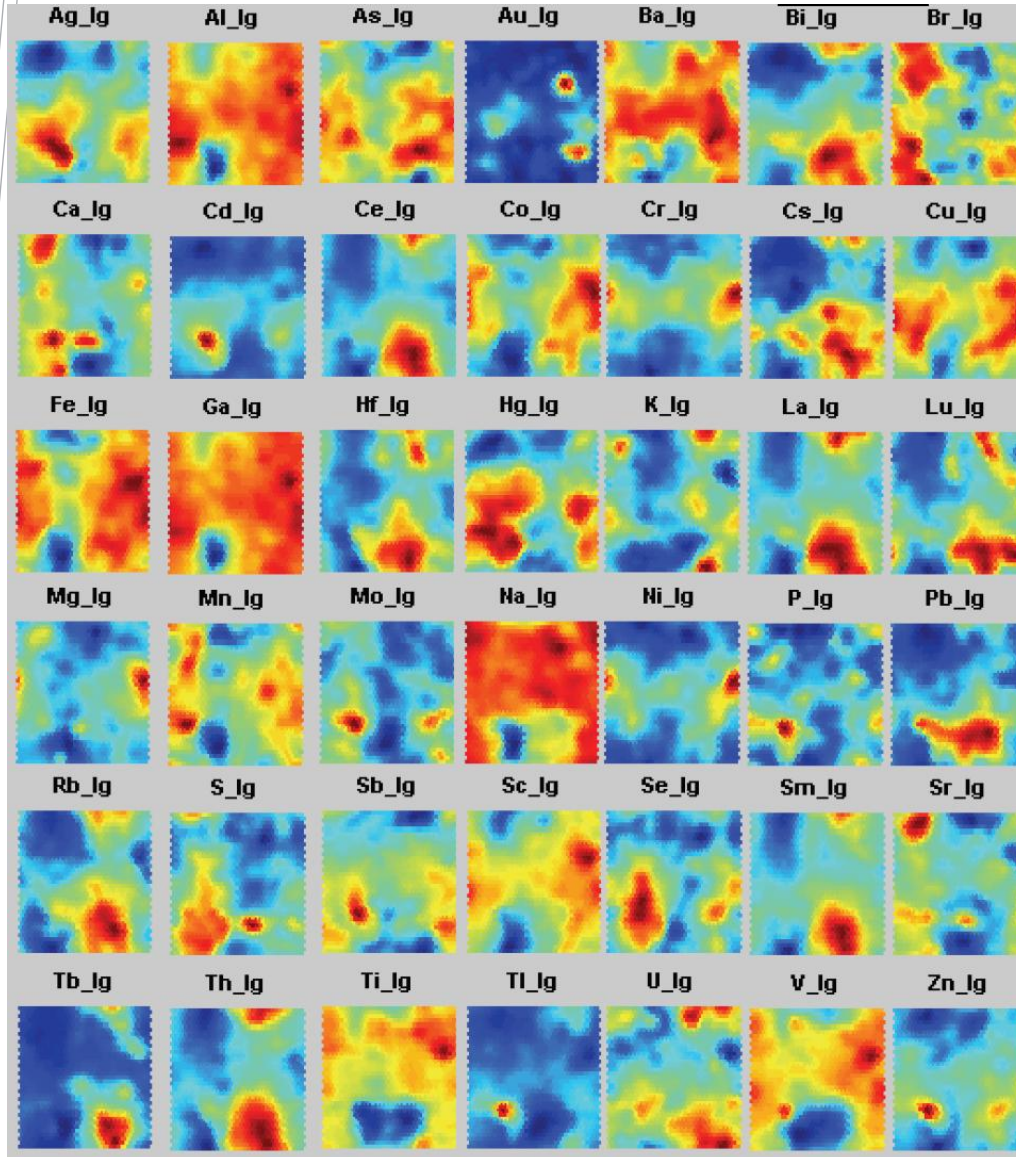 Ag_lg Al_lg As_lg Au_lg Ba_lg Bi_lg Br_lg
Ca_lg Cd_lg Ce_lg Co_lg Cr_lg Cs_lg Cu_lg
Fe_lg Ga_lg Hf_lg Hg_lg K_lg La_lg Lu_lg
Mg_lg Mn_lg Mo_lg Na_lg Ni_lg P_lg Pb_lg
Rb_lg S_lg Sb_lg Sc_lg Se_lg Sm_lg Sr_lg
Tb_lg Th_lg Ti_lg Tl_lg U_lg V_lg Zn_lg